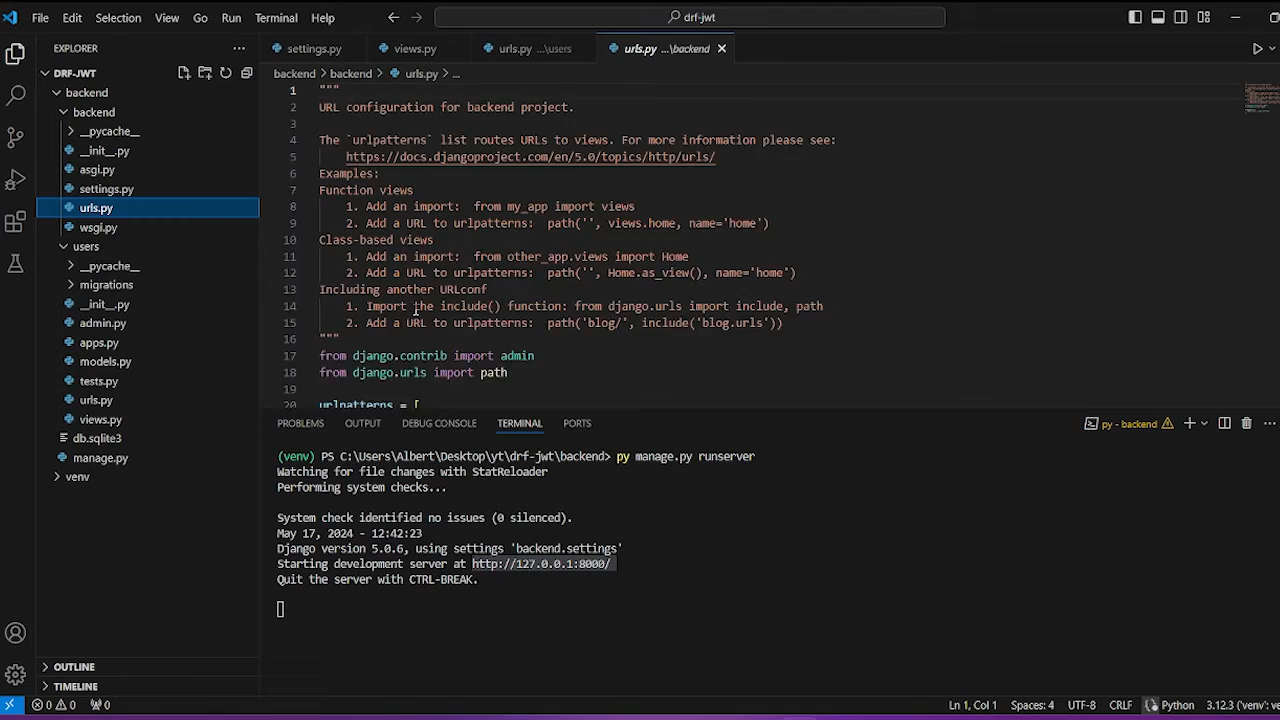 File Edit Selection View Go Run Terminal Help
drf-jwt
EXPLORER
settings.py
views.py
urls.py ...\users
urls.py ...\backend
DRF-JWT
backend
backend
__pycache__
__init__.py
asgi.py
settings.py
urls.py
wsgi.py
users
__pycache__
migrations
__init__.py
admin.py
apps.py
models.py
tests.py
urls.py
views.py
db.sqlite3
manage.py
venv
OUTLINE
TIMELINE
backend > backend > urls.py > ...
1 """
2 URL configuration for backend project.
3
4 The `urlpatterns` list routes URLs to views. For more information please see:
5 https://docs.djangoproject.com/en/5.0/topics/http/urls/
6 Examples:
7 Function views
8 1. Add an import:  from my_app import views
9 2. Add a URL to urlpatterns:  path('', views.home, name='home')
10 Class-based views
11 1. Add an import:  from other_app.views import Home
12 2. Add a URL to urlpatterns:  path('', Home.as_view(), name='home')
13 Including another URLconf
14 1. Import the include() function: from django.urls import include, path
15 2. Add a URL to urlpatterns:  path('blog/', include('blog.urls'))
16 """
17 from django.contrib import admin
18 from django.urls import path
19
20 urlpatterns = [
PROBLEMS OUTPUT DEBUG CONSOLE TERMINAL PORTS
py - backend
(venv) PS C:\Users\Albert\Desktop\yt\drf-jwt\backend> py manage.py runserver
Watching for file changes with StatReloader
Performing system checks...
System check identified no issues (0 silenced).
May 17, 2024 - 12:42:23
Django version 5.0.6, using settings 'backend.settings'
Starting development server at http://127.0.0.1:8000/
Quit the server with CTRL-BREAK.
0 0 0
Ln 1, Col 1 Spaces: 4 UTF-8 CRLF Python 3.12.3 ('venv': ve